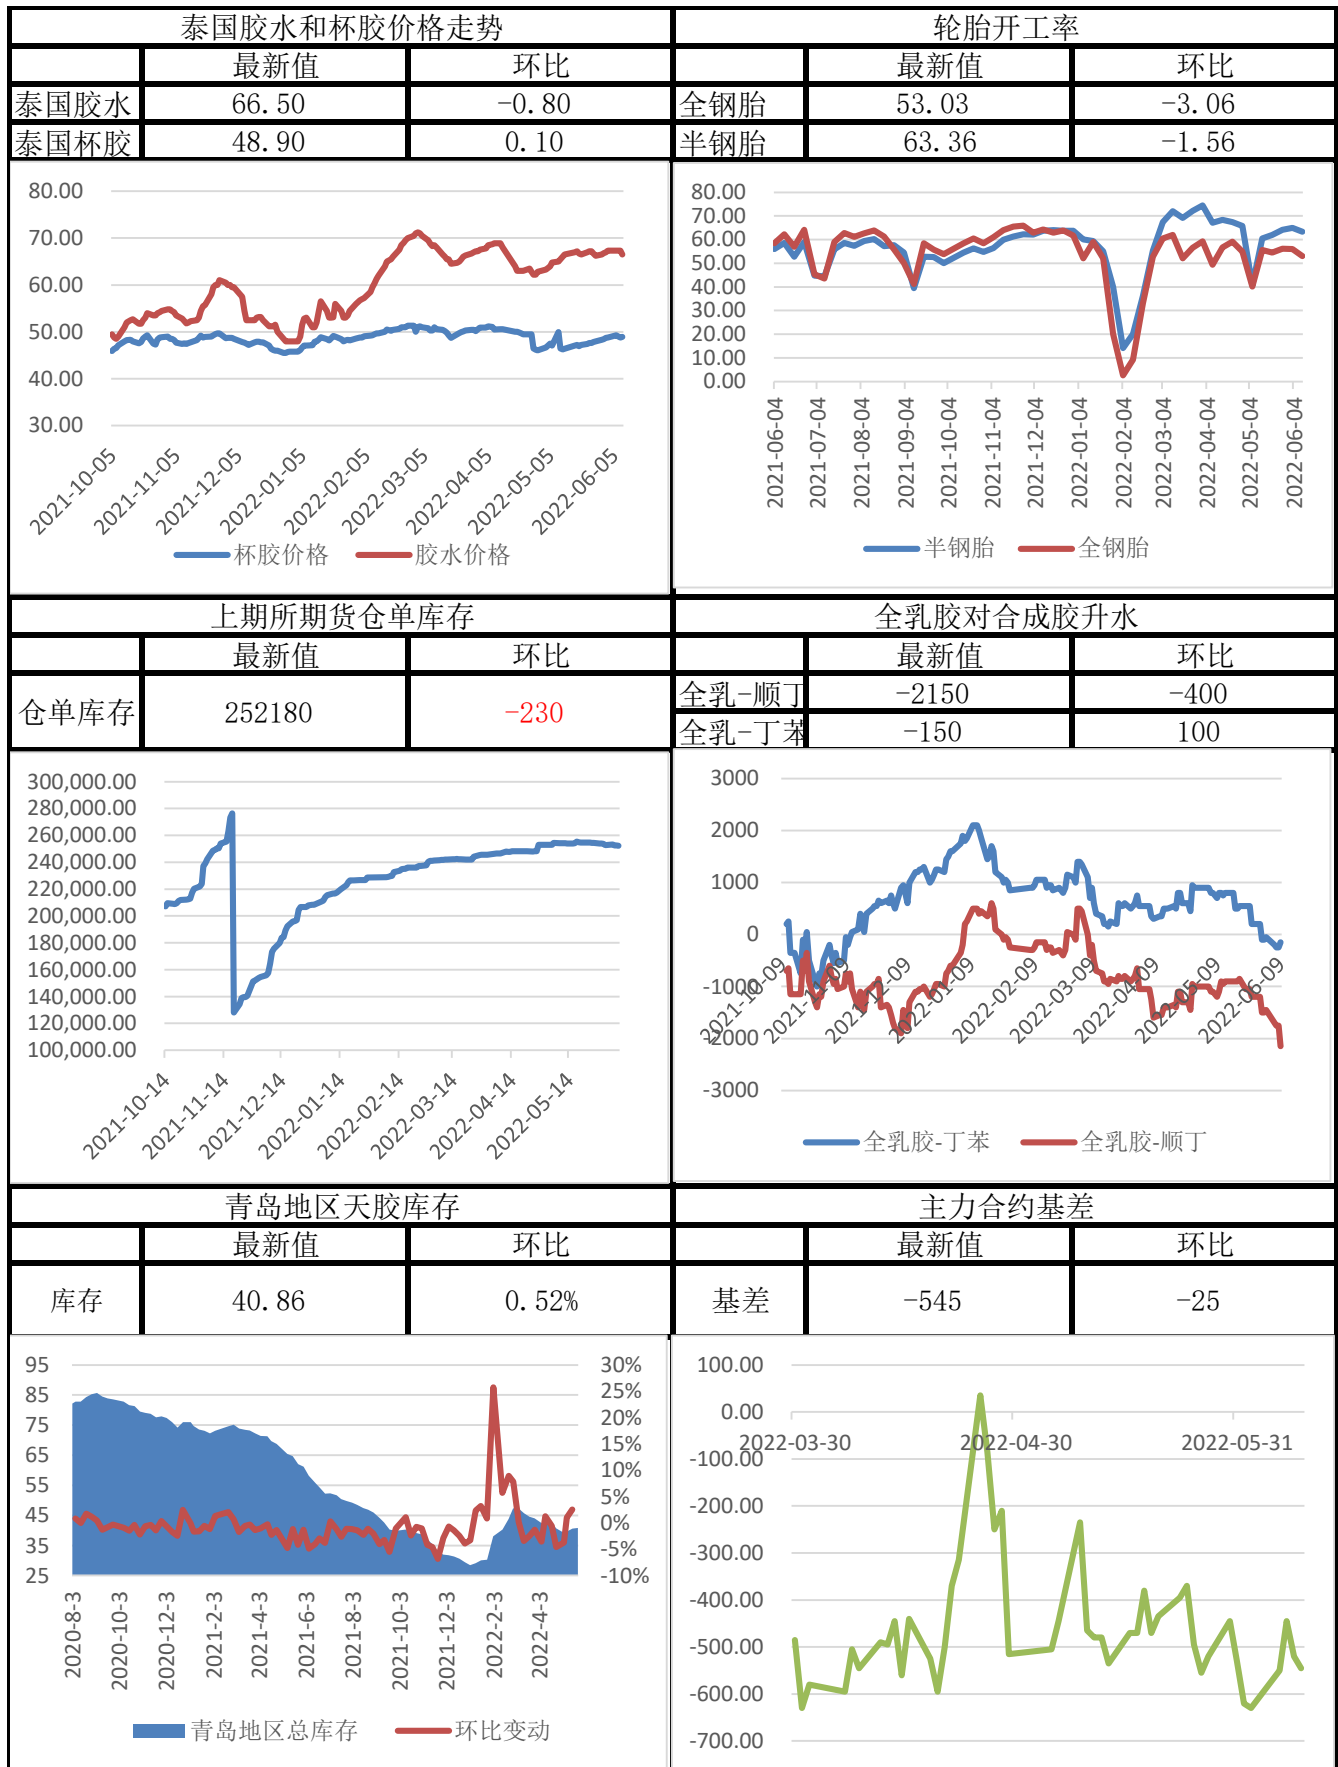 泰国胶水和杯胶价格走势
最新值 环比
泰国胶水 66.50 -0.80
泰国杯胶 48.90 0.10
80.00
70.00
60.00
50.00
40.00
30.00
2021-10-05 2021-11-05 2021-12-05 2022-01-05 2022-02-05 2022-03-05 2022-04-05 2022-05-05 2022-06-05
杯胶价格 胶水价格
轮胎开工率
最新值 环比
全钢胎 53.03 -3.06
半钢胎 63.36 -1.56
80.00
70.00
60.00
50.00
40.00
30.00
20.00
10.00
0.00
2021-06-04 2021-07-04 2021-08-04 2021-09-04 2021-10-04 2021-11-04 2021-12-04 2022-01-04 2022-02-04 2022-03-04 2022-04-04 2022-05-04 2022-06-04
半钢胎 全钢胎
上期所期货仓单库存
最新值 环比
仓单库存 252180 -230
300,000.00
280,000.00
260,000.00
240,000.00
220,000.00
200,000.00
180,000.00
160,000.00
140,000.00
120,000.00
100,000.00
2021-10-14 2021-11-14 2021-12-14 2022-01-14 2022-02-14 2022-03-14 2022-04-14 2022-05-14
全乳胶对合成胶升水
最新值 环比
全乳-顺丁 -2150 -400
全乳-丁苯 -150 100
3000
2000
1000
0
-1000
-2000
-3000
2021-10-09 2021-11-09 2021-12-09 2022-01-09 2022-02-09 2022-03-09 2022-04-09 2022-05-09 2022-06-09
全乳胶-丁苯 全乳胶-顺丁
青岛地区天胶库存
最新值 环比
库存 40.86 0.52%
95 30%
85 25%
75 20%
65 15%
55 10%
45 5%
35 0%
25 -5%
-10%
2020-8-3 2020-10-3 2020-12-3 2021-2-3 2021-4-3 2021-6-3 2021-8-3 2021-10-3 2021-12-3 2022-2-3 2022-4-3
青岛地区总库存 环比变动
主力合约基差
最新值 环比
基差 -545 -25
100.00
0.00
-100.00
-200.00
-300.00
-400.00
-500.00
-600.00
-700.00
2022-03-30 2022-04-30 2022-05-31